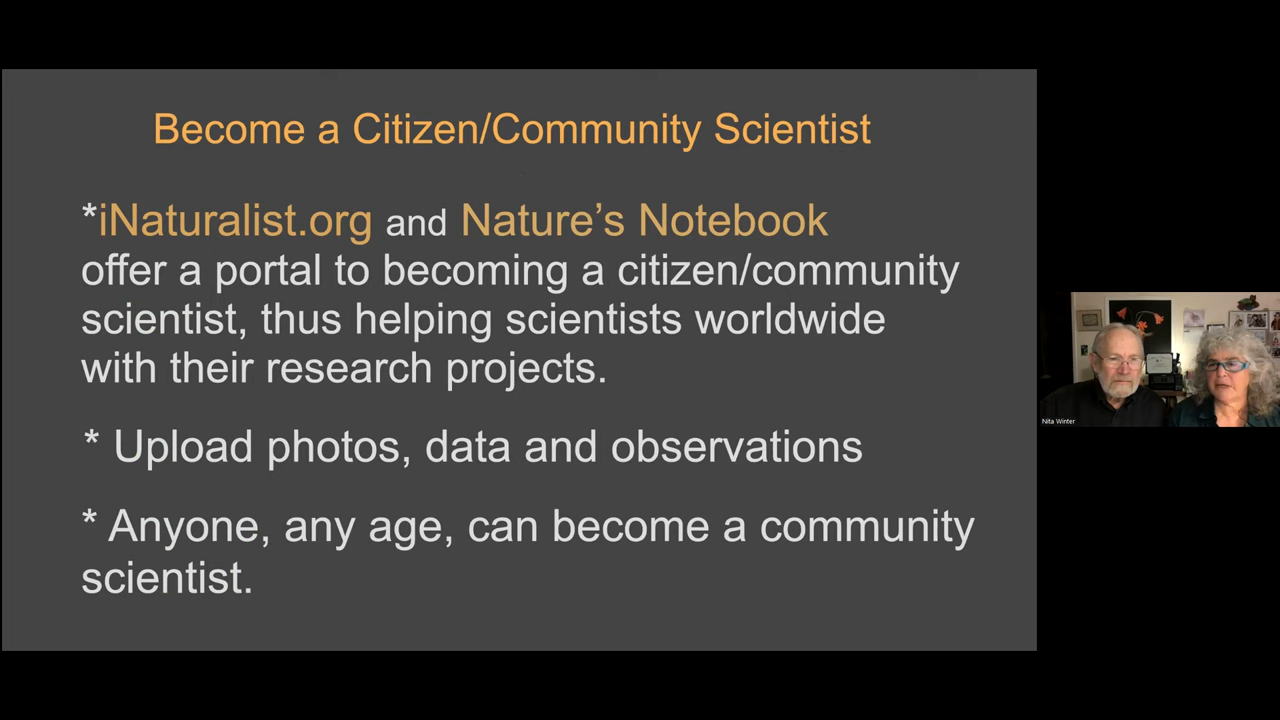 Become a Citizen/Community Scientist
*iNaturalist.org and Nature’s Notebook
offer a portal to becoming a citizen/community
scientist, thus helping scientists worldwide
with their research projects.
* Upload photos, data and observations
* Anyone, any age, can become a community
scientist.
Nita Winter